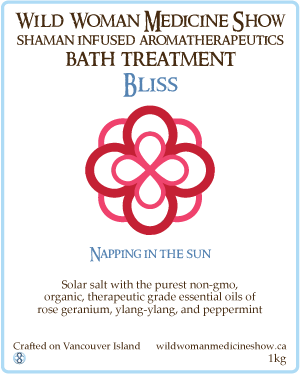 Wild Woman Medicine Show
shaman infused aromatherapeutics
bath treatment
Bliss
Napping in the sun
Solar salt with the purest non-gmo,
organic, therapeutic grade essential oils of
rose geranium, ylang-ylang, and peppermint
Crafted on Vancouver Island wildwomanmedicineshow.ca
1kg